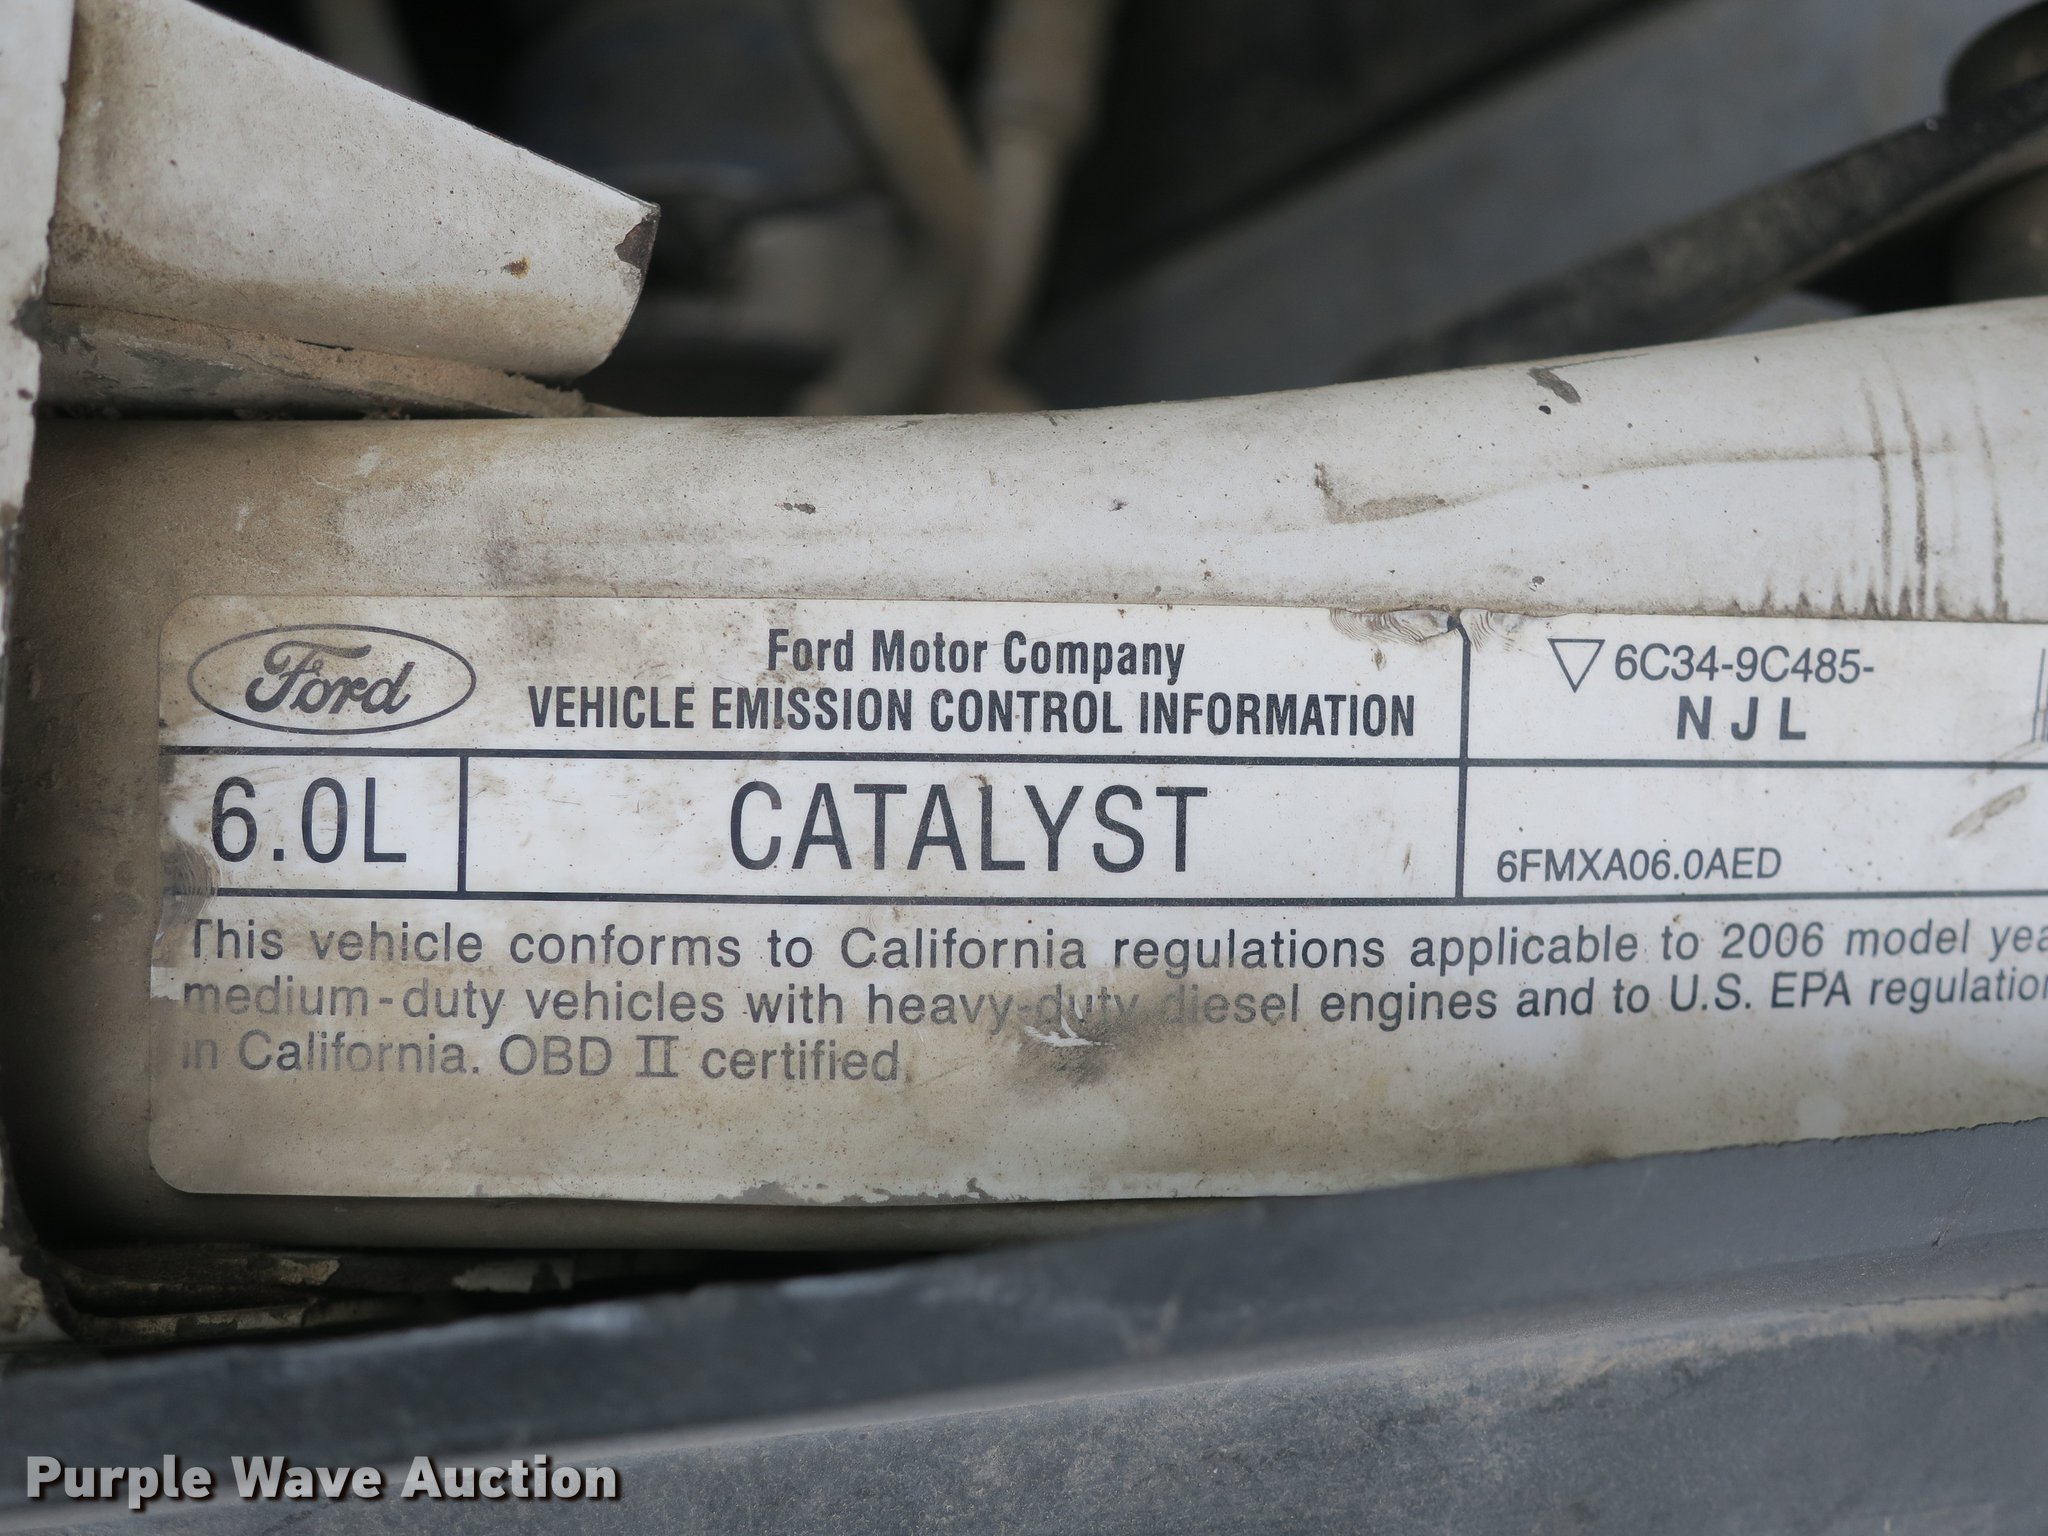 Ford
Ford Motor Company
VEHICLE EMISSION CONTROL INFORMATION
6C34-9C485-
NJL
6.0L
CATALYST
6FMXA06.0AED
This vehicle conforms to California regulations applicable to 2006 model yea
medium-duty vehicles with heavy-duty diesel engines and to U.S. EPA regulation
in California. OBD II certified.
Purple Wave Auction